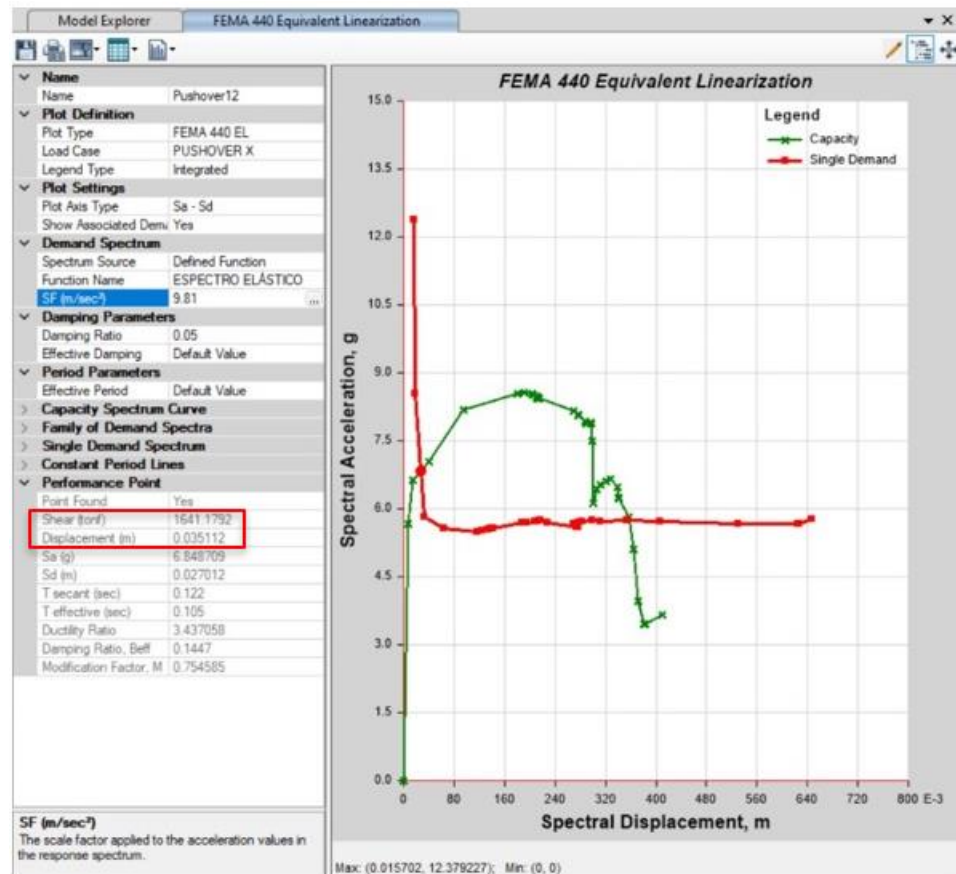 Model Explorer
FEMA 440 Equivalent Linearization
Name
Name Pushover12
Plot Definition
Plot Type FEMA 440 EL
Load Case PUSHOVER X
Legend Type Integrated
Plot Settings
Plot Axis Type Sa - Sd
Show Associated Dema Yes
Demand Spectrum
Spectrum Source Defined Function
Function Name ESPECTRO ELÁSTICO
SF (m/sec²) 9.81 ...
Damping Parameters
Damping Ratio 0.05
Effective Damping Default Value
Period Parameters
Effective Period Default Value
Capacity Spectrum Curve
Family of Demand Spectra
Single Demand Spectrum
Constant Period Lines
Performance Point
Point Found Yes
Shear (tonf) 1641.1792
Displacement (m) 0.035112
Sa (g) 6.848709
Sd (m) 0.027012
T secant (sec) 0.122
T effective (sec) 0.105
Ductility Ratio 3.437058
Damping Ratio, Beff 0.1447
Modification Factor, M 0.754585
SF (m/sec²)
The scale factor applied to the acceleration values in
the response spectrum.
FEMA 440 Equivalent Linearization
Legend
Capacity
Single Demand
Spectral Acceleration, g
15.0
13.5
12.0
10.5
9.0
7.5
6.0
4.5
3.0
1.5
0.0
0 80 160 240 320 400 480 560 640 720 800 E-3
Spectral Displacement, m
Max: (0.015702, 12.379227); Min: (0, 0)